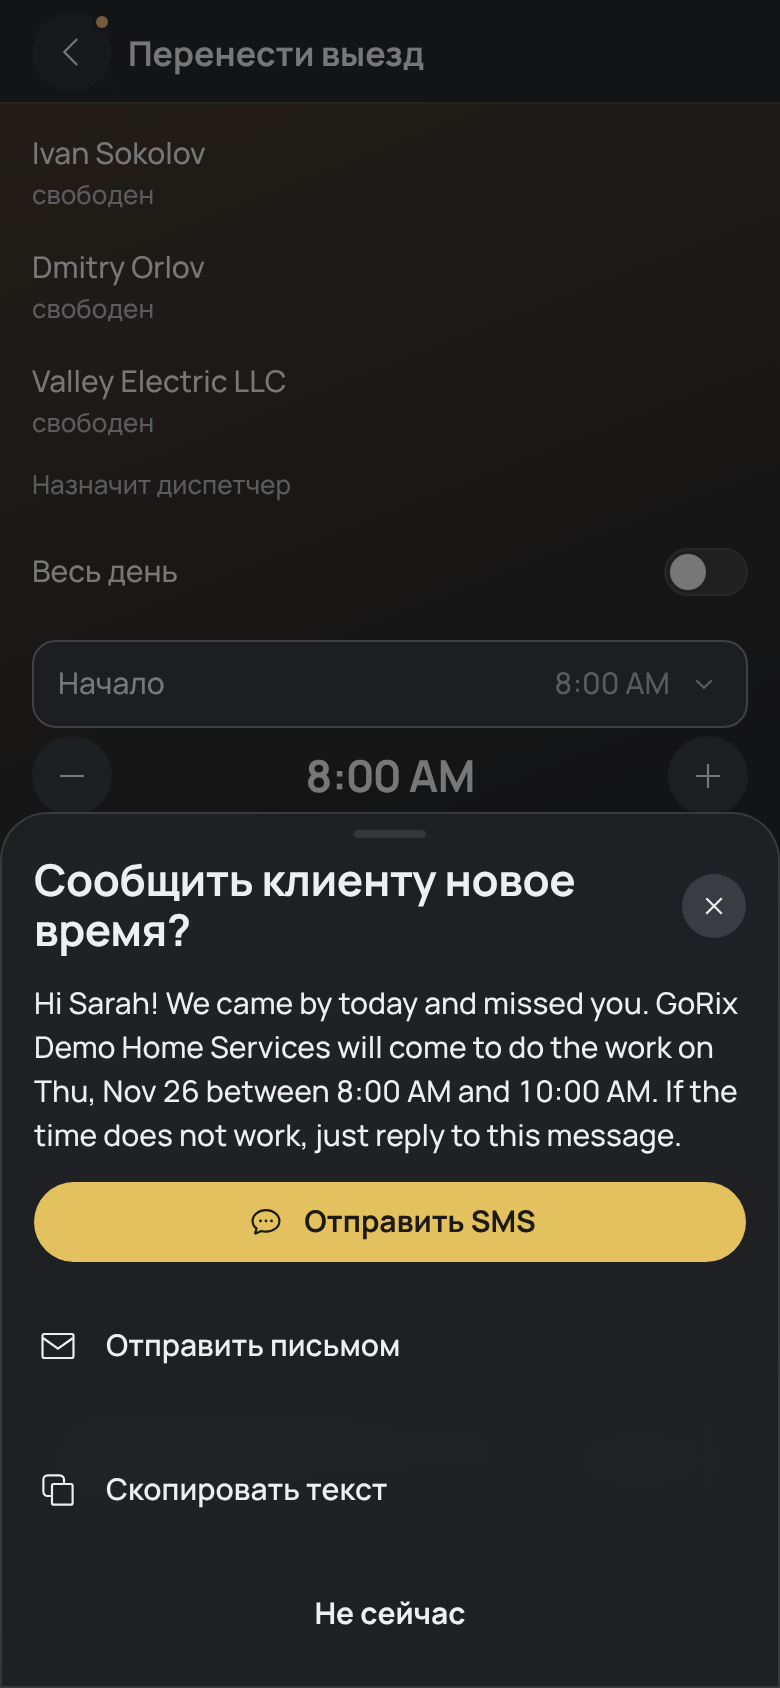 Перенести выезд
Ivan Sokolov
свободен
Dmitry Orlov
свободен
Valley Electric LLC
свободен
Назначит диспетчер
Весь день
Начало 8:00 AM
8:00 AM
Сообщить клиенту новое
время?
Hi Sarah! We came by today and missed you. GoRix
Demo Home Services will come to do the work on
Thu, Nov 26 between 8:00 AM and 10:00 AM. If the
time does not work, just reply to this message.
Отправить SMS
Отправить письмом
Скопировать текст
Не сейчас